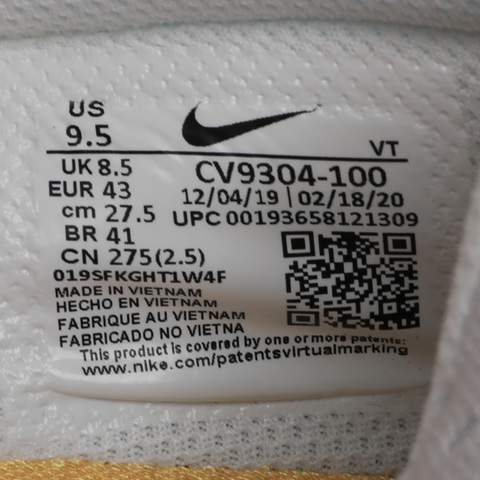 US
9.5
VT
UK 8.5
CV9304-100
EUR 43
12/04/19 | 02/18/20
cm 27.5
UPC 00193658121309
BR 41
CN 275(2.5)
019SFKGHT1W4F
MADE IN VIETNAM
HECHO EN VIETNAM
FABRIQUE AU VIETNAM
FABRICADO NO VIETNA
This product is covered by one or more patents:
www.nike.com/patentsvirtualmarking